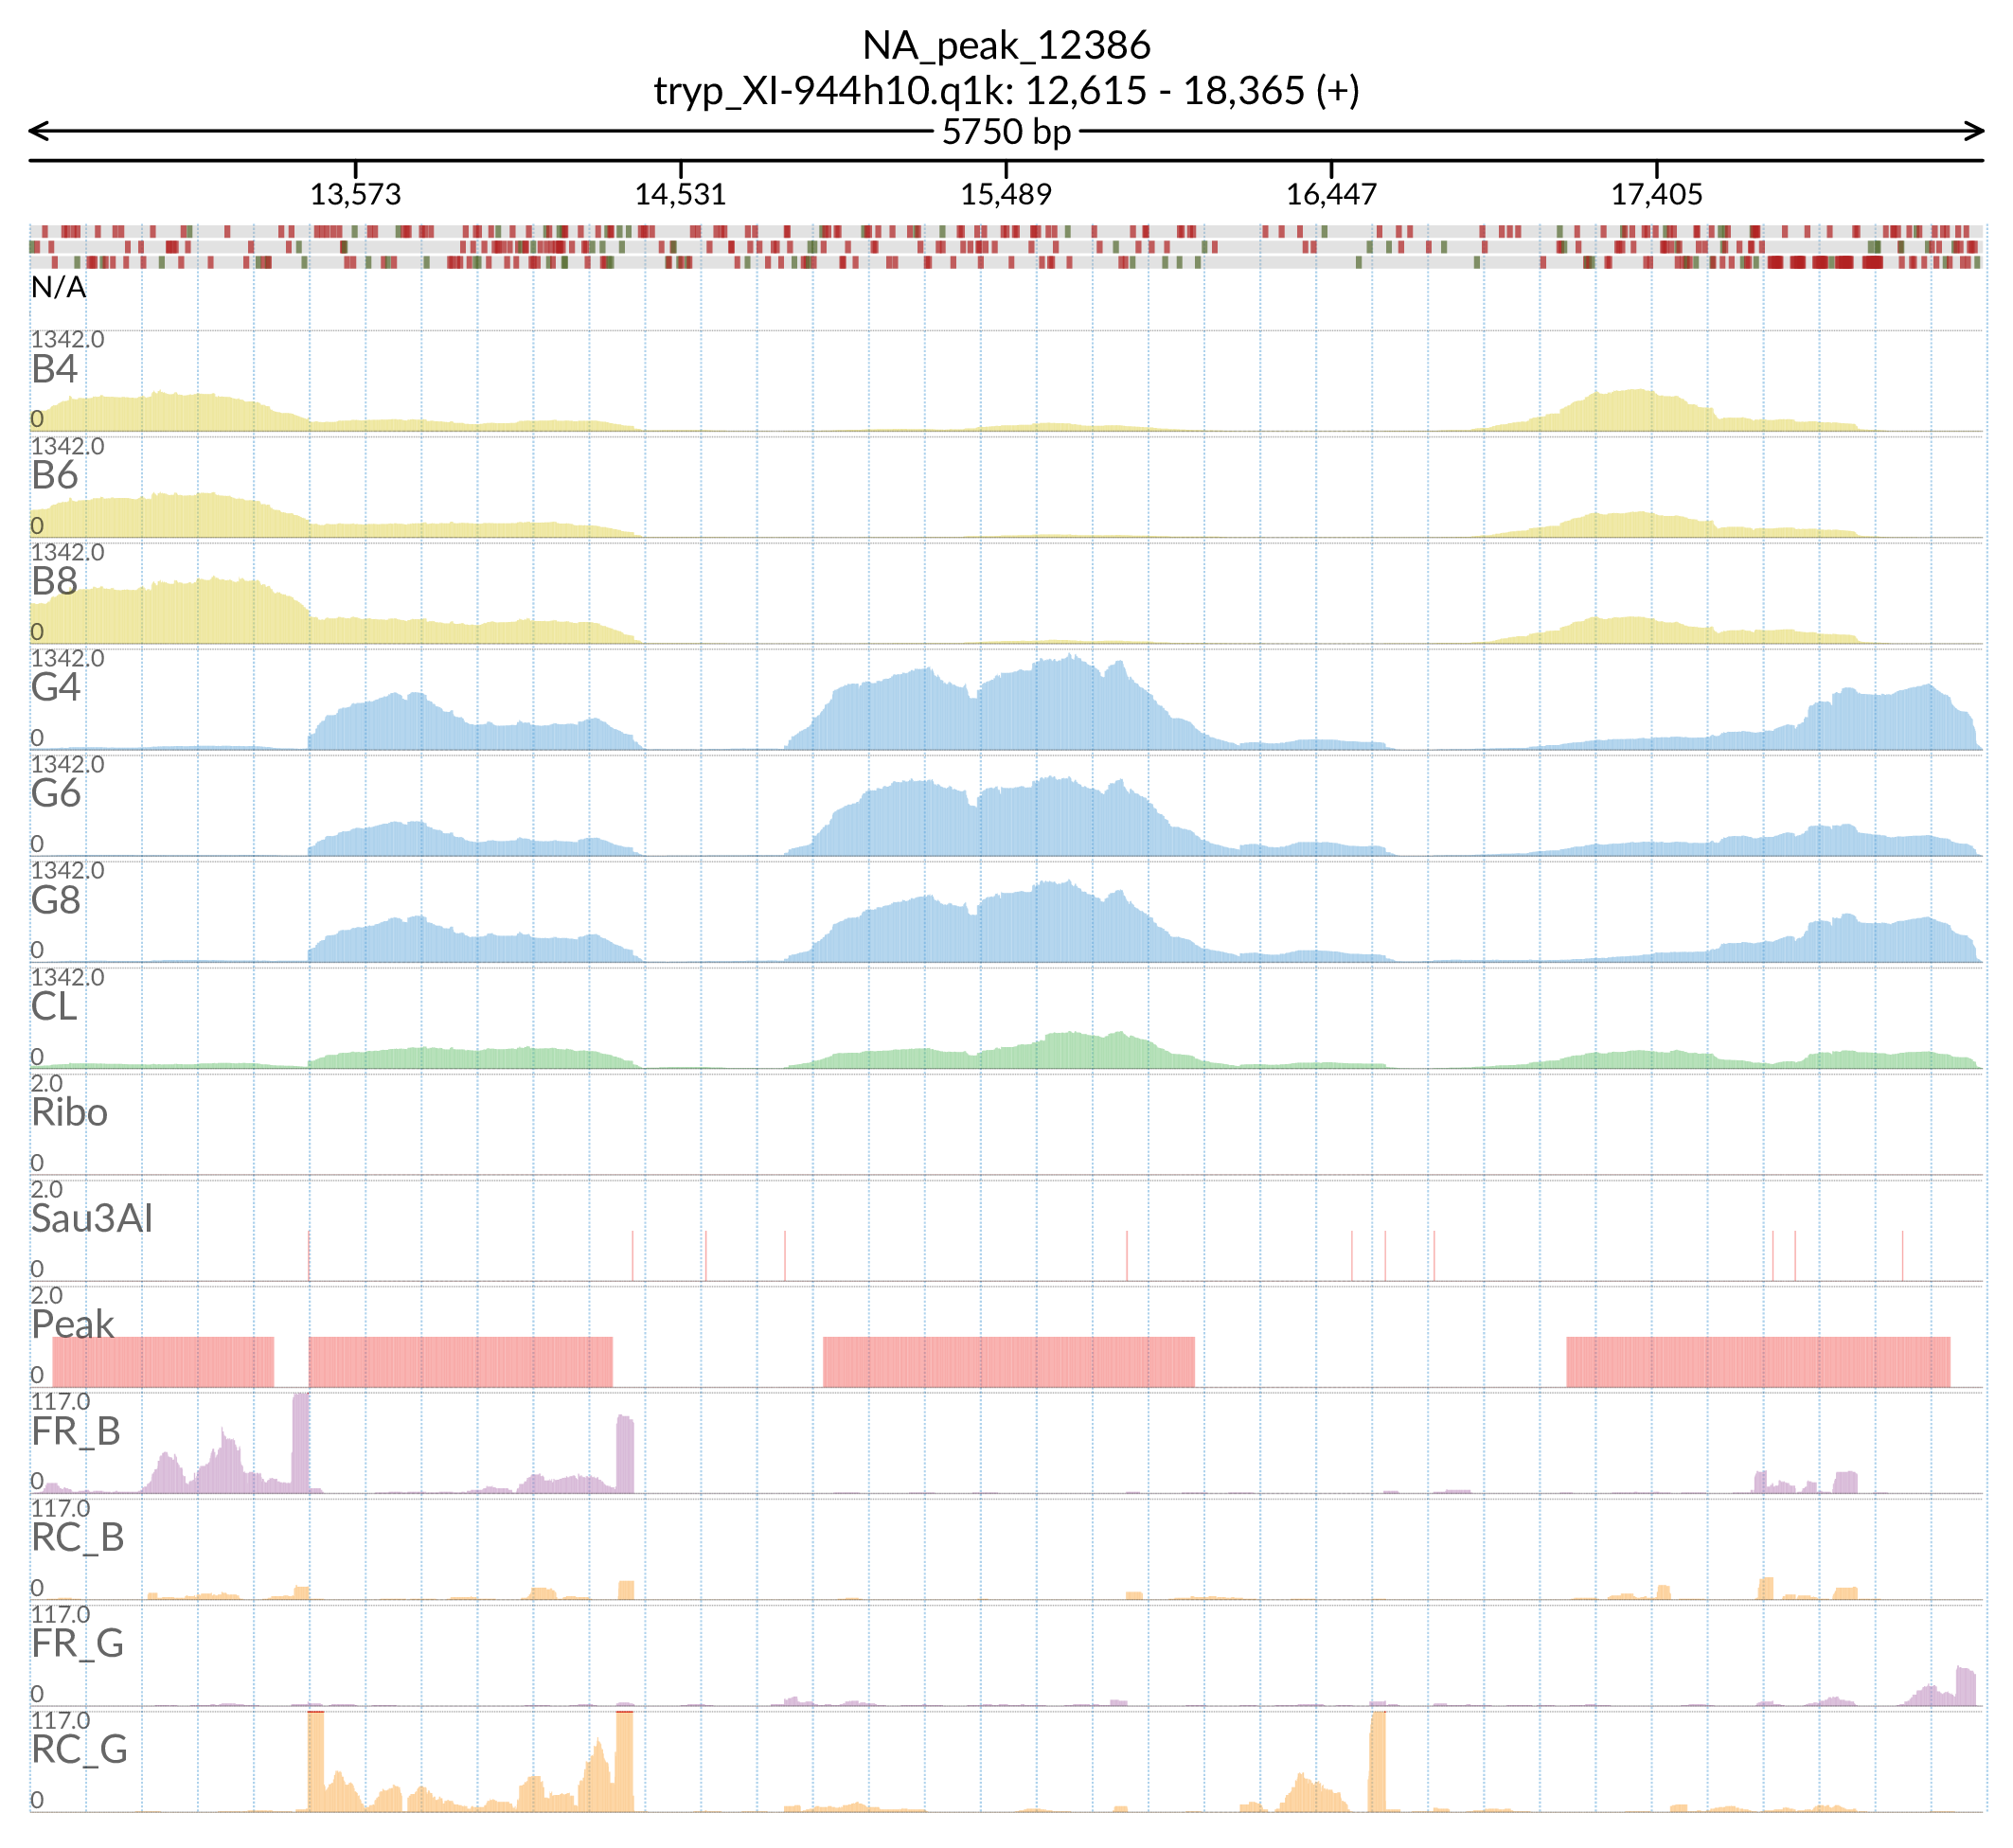 NA_peak_12386
tryp_XI-944h10.q1k: 12,615 - 18,365 (+)
5750 bp
13,573 14,531 15,489 16,447 17,405
N/A
1342.0
B4
0
1342.0
B6
0
1342.0
B8
0
1342.0
G4
0
1342.0
G6
0
1342.0
G8
0
1342.0
CL
0
2.0
Ribo
0
2.0
Sau3AI
0
2.0
Peak
0
117.0
FR_B
0
117.0
RC_B
0
117.0
FR_G
0
117.0
RC_G
0